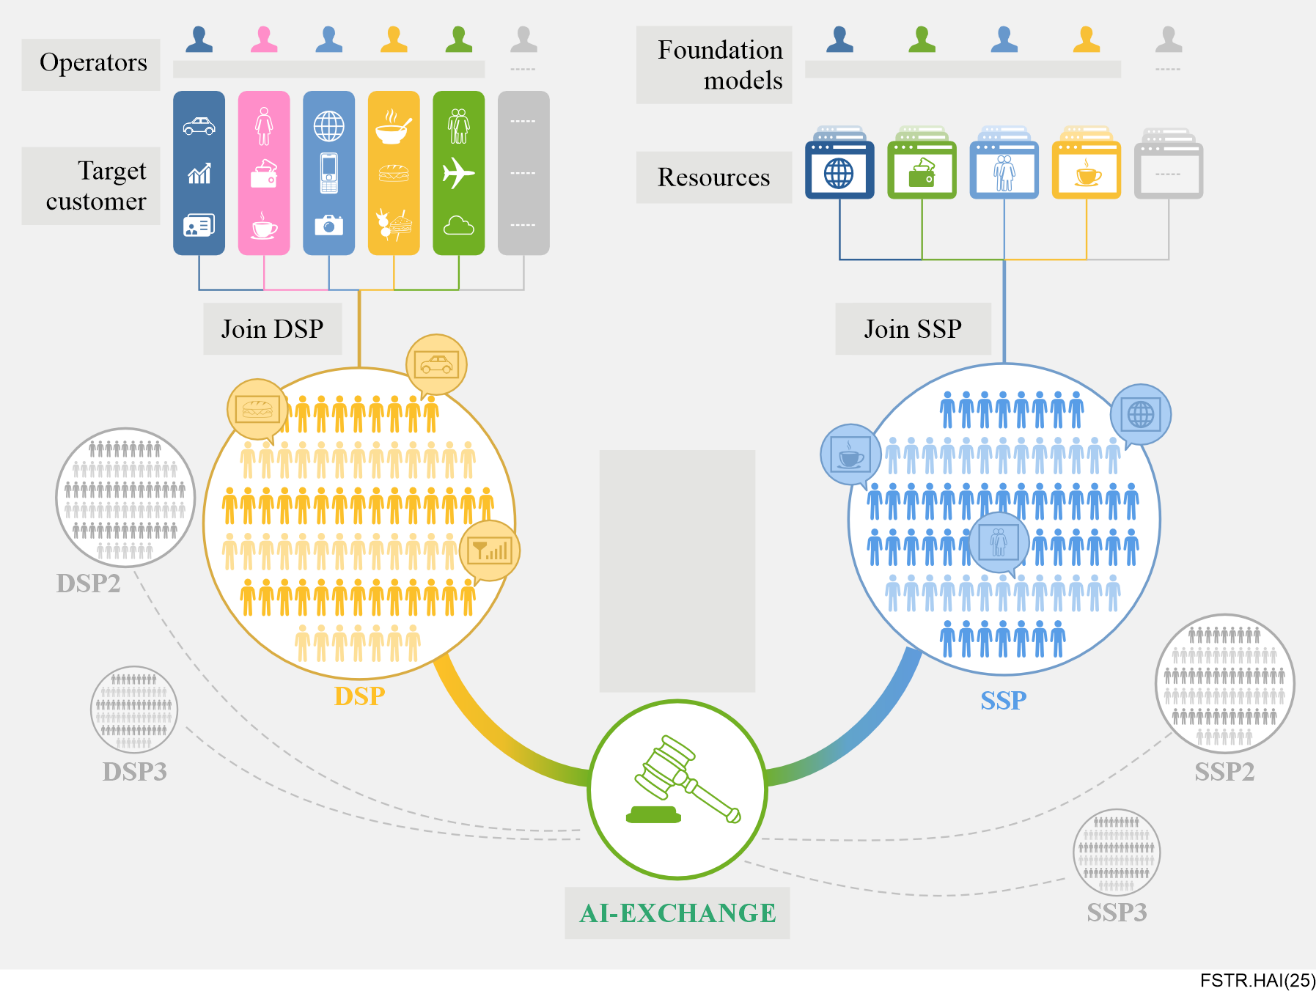 Operators
Foundation
models
Target
customer
Resources
Join DSP
Join SSP
DSP2
DSP
DSP3
SSP
SSP2
SSP3
AI-EXCHANGE
FSTR.HAI(25)